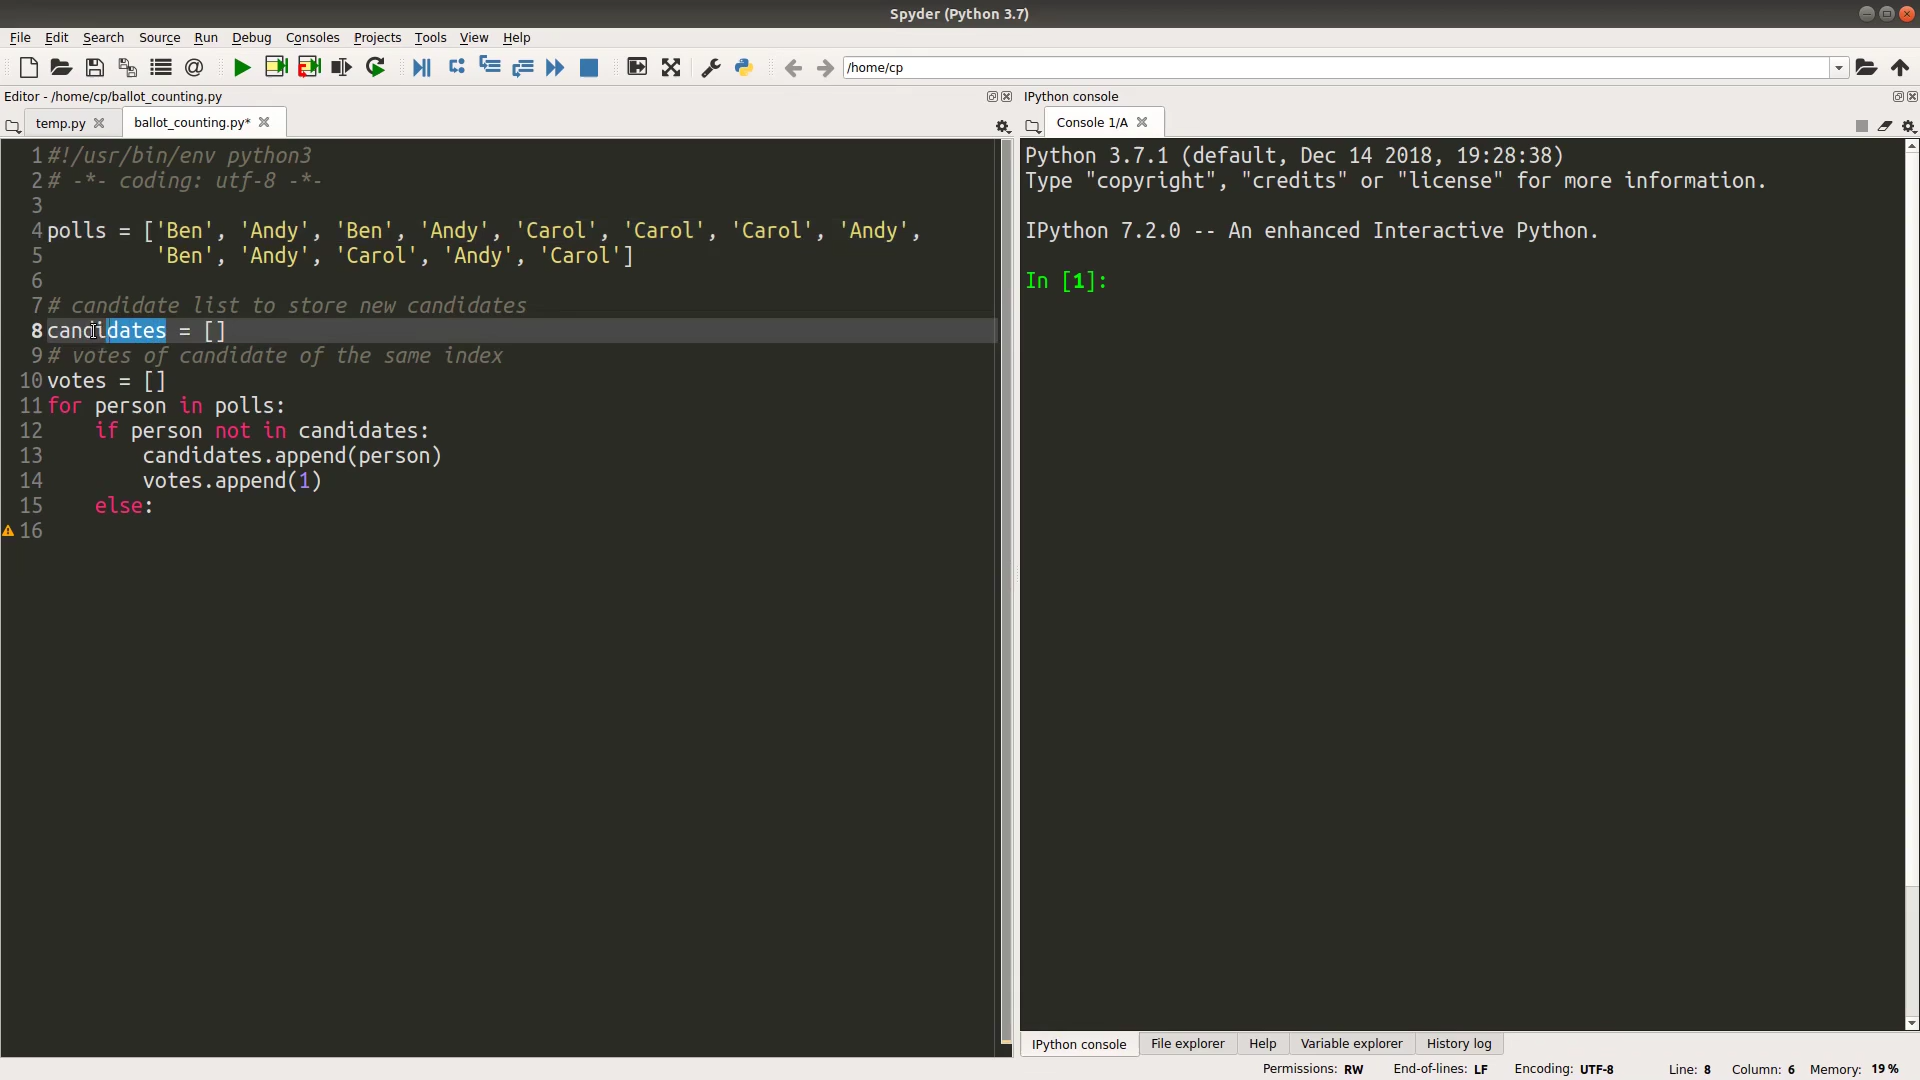 Spyder (Python 3.7)
File Edit Search Source Run Debug Consoles Projects Tools View Help
/home/cp
Editor - /home/cp/ballot_counting.py
temp.py
ballot_counting.py*
1 #!/usr/bin/env python3
2 # -*- coding: utf-8 -*-
3
4 polls = ['Ben', 'Andy', 'Ben', 'Andy', 'Carol', 'Carol', 'Carol', 'Andy',
5          'Ben', 'Andy', 'Carol', 'Andy', 'Carol']
6
7 # candidate list to store new candidates
8 candidates = []
9 # votes of candidate of the same index
10 votes = []
11 for person in polls:
12     if person not in candidates:
13         candidates.append(person)
14         votes.append(1)
15     else:
16
IPython console
Console 1/A
Python 3.7.1 (default, Dec 14 2018, 19:28:38)
Type "copyright", "credits" or "license" for more information.
IPython 7.2.0 -- An enhanced Interactive Python.
In [1]:
IPython console File explorer Help Variable explorer History log
Permissions: RW End-of-lines: LF Encoding: UTF-8 Line: 8 Column: 6 Memory: 19 %